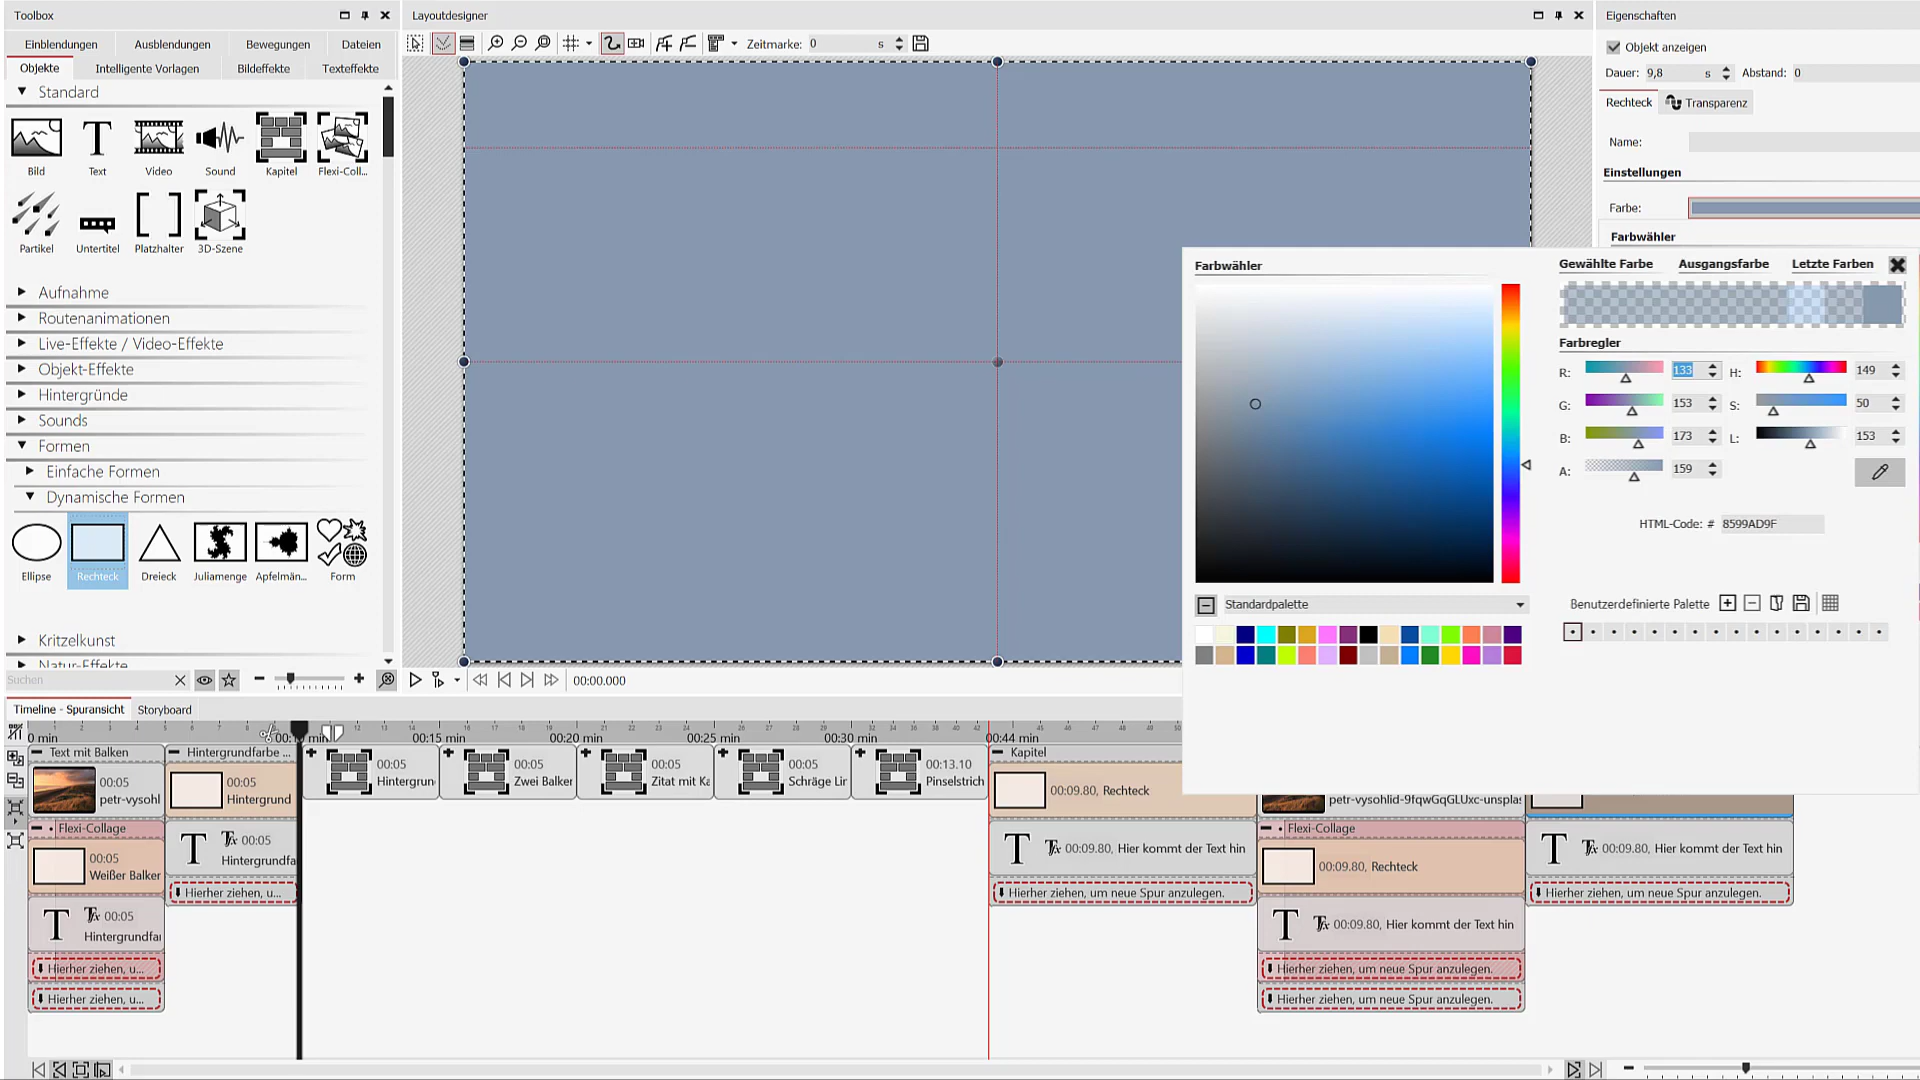 Toolbox
Einblendungen
Ausblendungen
Bewegungen
Dateien
Objekte
Intelligente Vorlagen
Bildeffekte
Texteffekte
Standard
Bild
Text
Video
Sound
Kapitel
Flexi-Coll...
Partikel
Untertitel
Platzhalter
3D-Szene
Aufnahme
Routenanimationen
Live-Effekte / Video-Effekte
Objekt-Effekte
Hintergründe
Sounds
Formen
Einfache Formen
Dynamische Formen
Ellipse
Rechteck
Dreieck
Juliamenge
Apfelmän...
Form
Kritzelkunst
Natur-Effekte
Suchen
Layoutdesigner
Zeitmarke: 0 s
00:00.000
Eigenschaften
Objekt anzeigen
Dauer: 9,8 s Abstand: 0
Rechteck
Transparenz
Name:
Einstellungen
Farbe:
Farbwähler
Farbwähler
Gewählte Farbe
Ausgangsfarbe
Letzte Farben
Farbregler
R: 133 H: 149
G: 153 S: 50
B: 173 L: 153
A: 159
HTML-Code: # 8599AD9F
Standardpalette
Benutzerdefinierte Palette
Timeline - Spuransicht
Storyboard
0 min
00:15 min
00:20 min
00:25 min
00:30 min
00:44 min
Text mit Balken
Hintergrundfarbe ...
Kapitel
00:05
petr-vysohl
00:05
Hintergrund
00:05
Hintergrun
00:05
Zwei Balker
00:05
Zitat mit Ka
00:05
Schräge Lir
00:13.10
Pinselstrich
00:09.80, Rechteck
petr-vysohlid-9fqwGqGLUxc-unspla
Flexi-Collage
00:05
Weißer Balker
00:05
Hintergrundfa
Hierher ziehen, u...
00:09.80, Hier kommt der Text hin
Hierher ziehen, um neue Spur anzulegen.
Flexi-Collage
00:09.80, Rechteck
00:09.80, Hier kommt der Text hin
Hierher ziehen, um neue Spur anzulegen.
00:05
Hintergrundfa
00:09.80, Hier kommt der Text hin
Hierher ziehen, u...
Hierher ziehen, um neue Spur anzulegen.
Hierher ziehen, u...
Hierher ziehen, um neue Spur anzulegen.